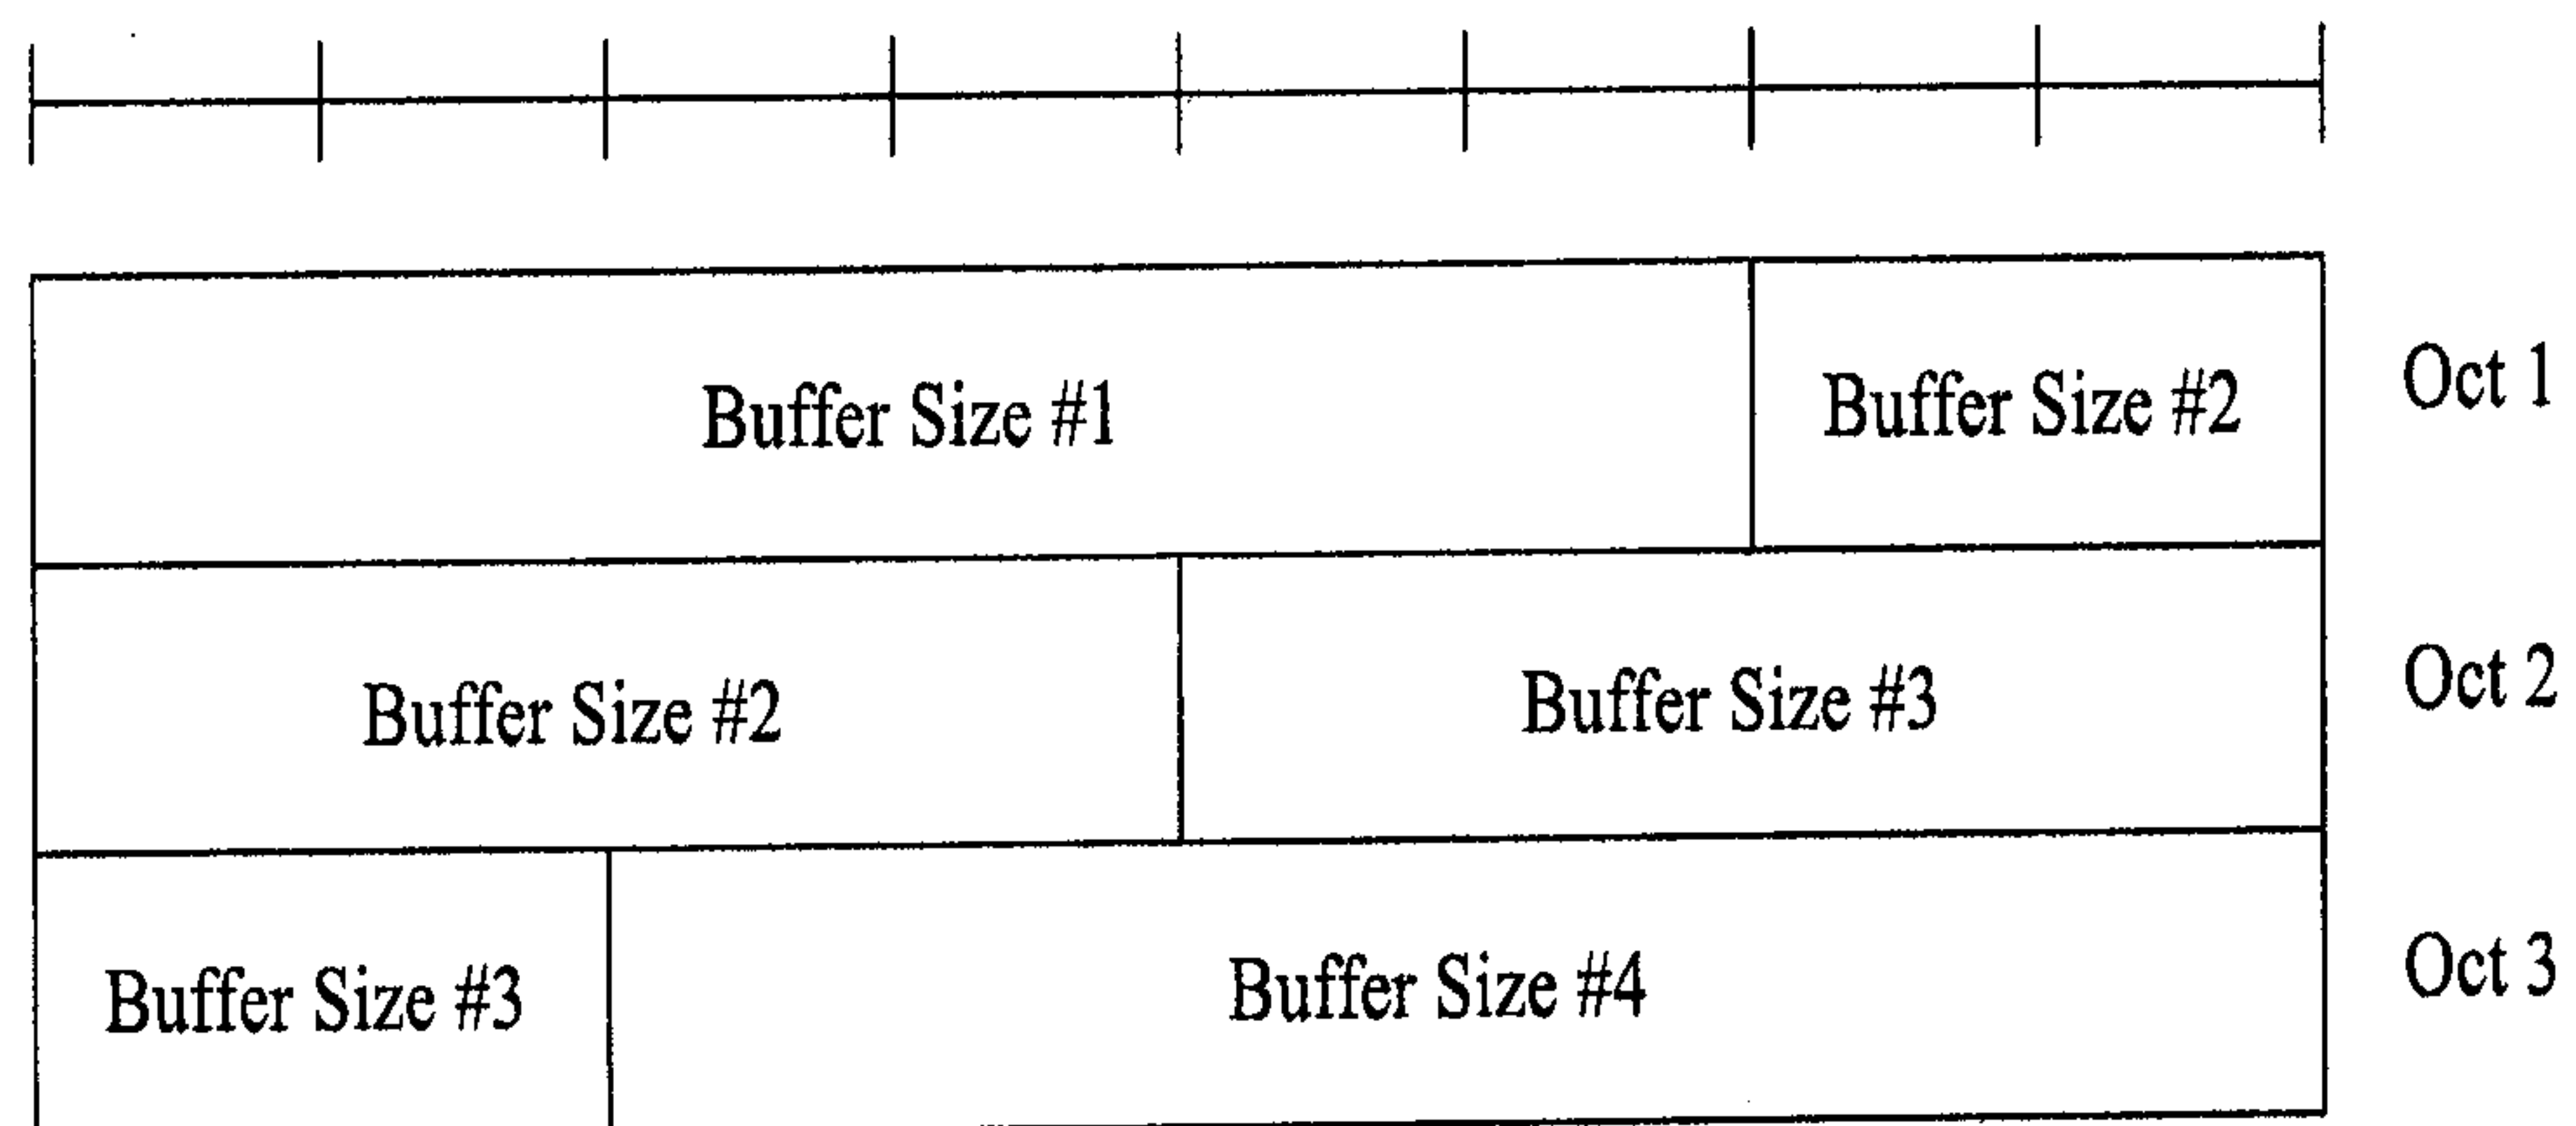 Buffer Size #1 Buffer Size #2 Oct 1
Buffer Size #2 Buffer Size #3 Oct 2
Buffer Size #3 Buffer Size #4 Oct 3